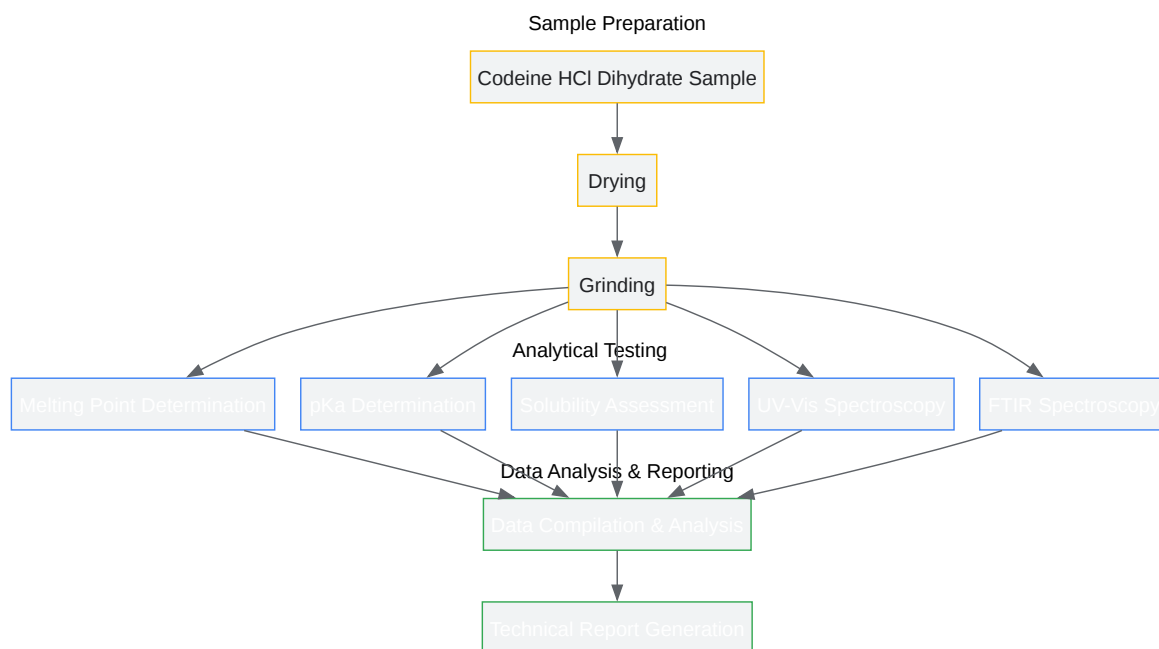 Sample Preparation
Codeine HCl Dihydrate Sample
Drying
Grinding
Analytical Testing
Melting Point Determination
pKa Determination
Solubility Assessment
UV-Vis Spectroscopy
FTIR Spectroscopy
Data Analysis & Reporting
Data Compilation & Analysis
Technical Report Generation